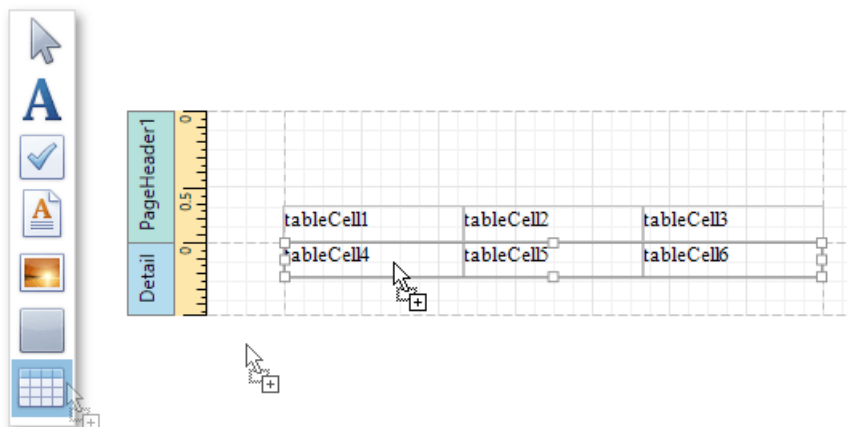 A
PageHeader1
0
0.5
A
tableCell1 tableCell2 tableCell3
Detail
0
tableCell4 tableCell5 tableCell6